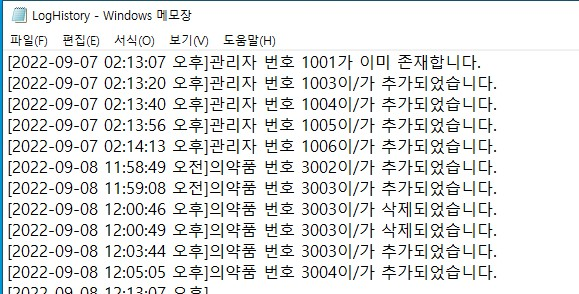 LogHistory - Windows 메모장
파일(F) 편집(E) 서식(O) 보기(V) 도움말(H)
[2022-09-07 02:13:07 오후]관리자 번호 1001가 이미 존재합니다.
[2022-09-07 02:13:20 오후]관리자 번호 1003이/가 추가되었습니다.
[2022-09-07 02:13:40 오후]관리자 번호 1004이/가 추가되었습니다.
[2022-09-07 02:13:56 오후]관리자 번호 1005이/가 추가되었습니다.
[2022-09-07 02:14:13 오후]관리자 번호 1006이/가 추가되었습니다.
[2022-09-08 11:58:49 오전]의약품 번호 3002이/가 추가되었습니다.
[2022-09-08 11:59:08 오전]의약품 번호 3003이/가 추가되었습니다.
[2022-09-08 12:00:46 오후]의약품 번호 3003이/가 삭제되었습니다.
[2022-09-08 12:00:49 오후]의약품 번호 3003이/가 삭제되었습니다.
[2022-09-08 12:03:44 오후]의약품 번호 3003이/가 추가되었습니다.
[2022-09-08 12:05:05 오후]의약품 번호 3004이/가 추가되었습니다.
[2022-09-08 12:13:07 오후]